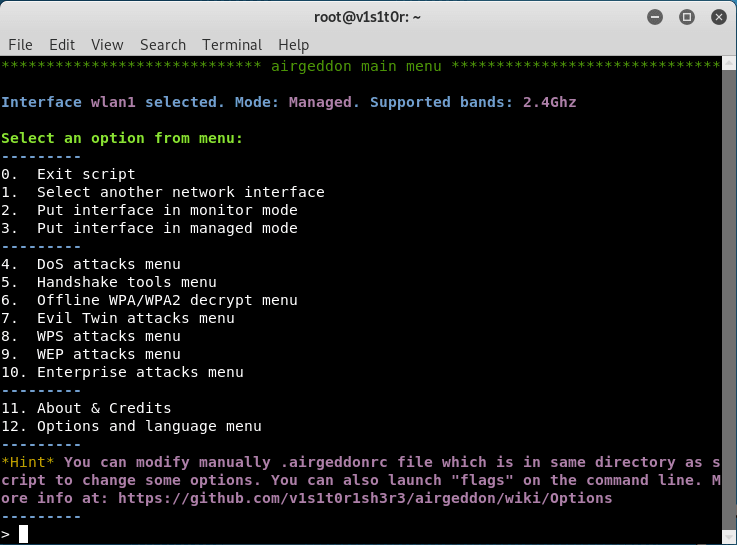 root@v1s1t0r: ~
File Edit View Search Terminal Help
***************************** airgeddon main menu ******************************
Interface wlan1 selected. Mode: Managed. Supported bands: 2.4Ghz
Select an option from menu:
---------
0.  Exit script
1.  Select another network interface
2.  Put interface in monitor mode
3.  Put interface in managed mode
---------
4.  DoS attacks menu
5.  Handshake tools menu
6.  Offline WPA/WPA2 decrypt menu
7.  Evil Twin attacks menu
8.  WPS attacks menu
9.  WEP attacks menu
10. Enterprise attacks menu
---------
11. About & Credits
12. Options and language menu
---------
*Hint* You can modify manually .airgeddonrc file which is in same directory as s
cript to change some options. You can also launch "flags" on the command line. M
ore info at: https://github.com/v1s1t0r1sh3r3/airgeddon/wiki/Options
---------
>